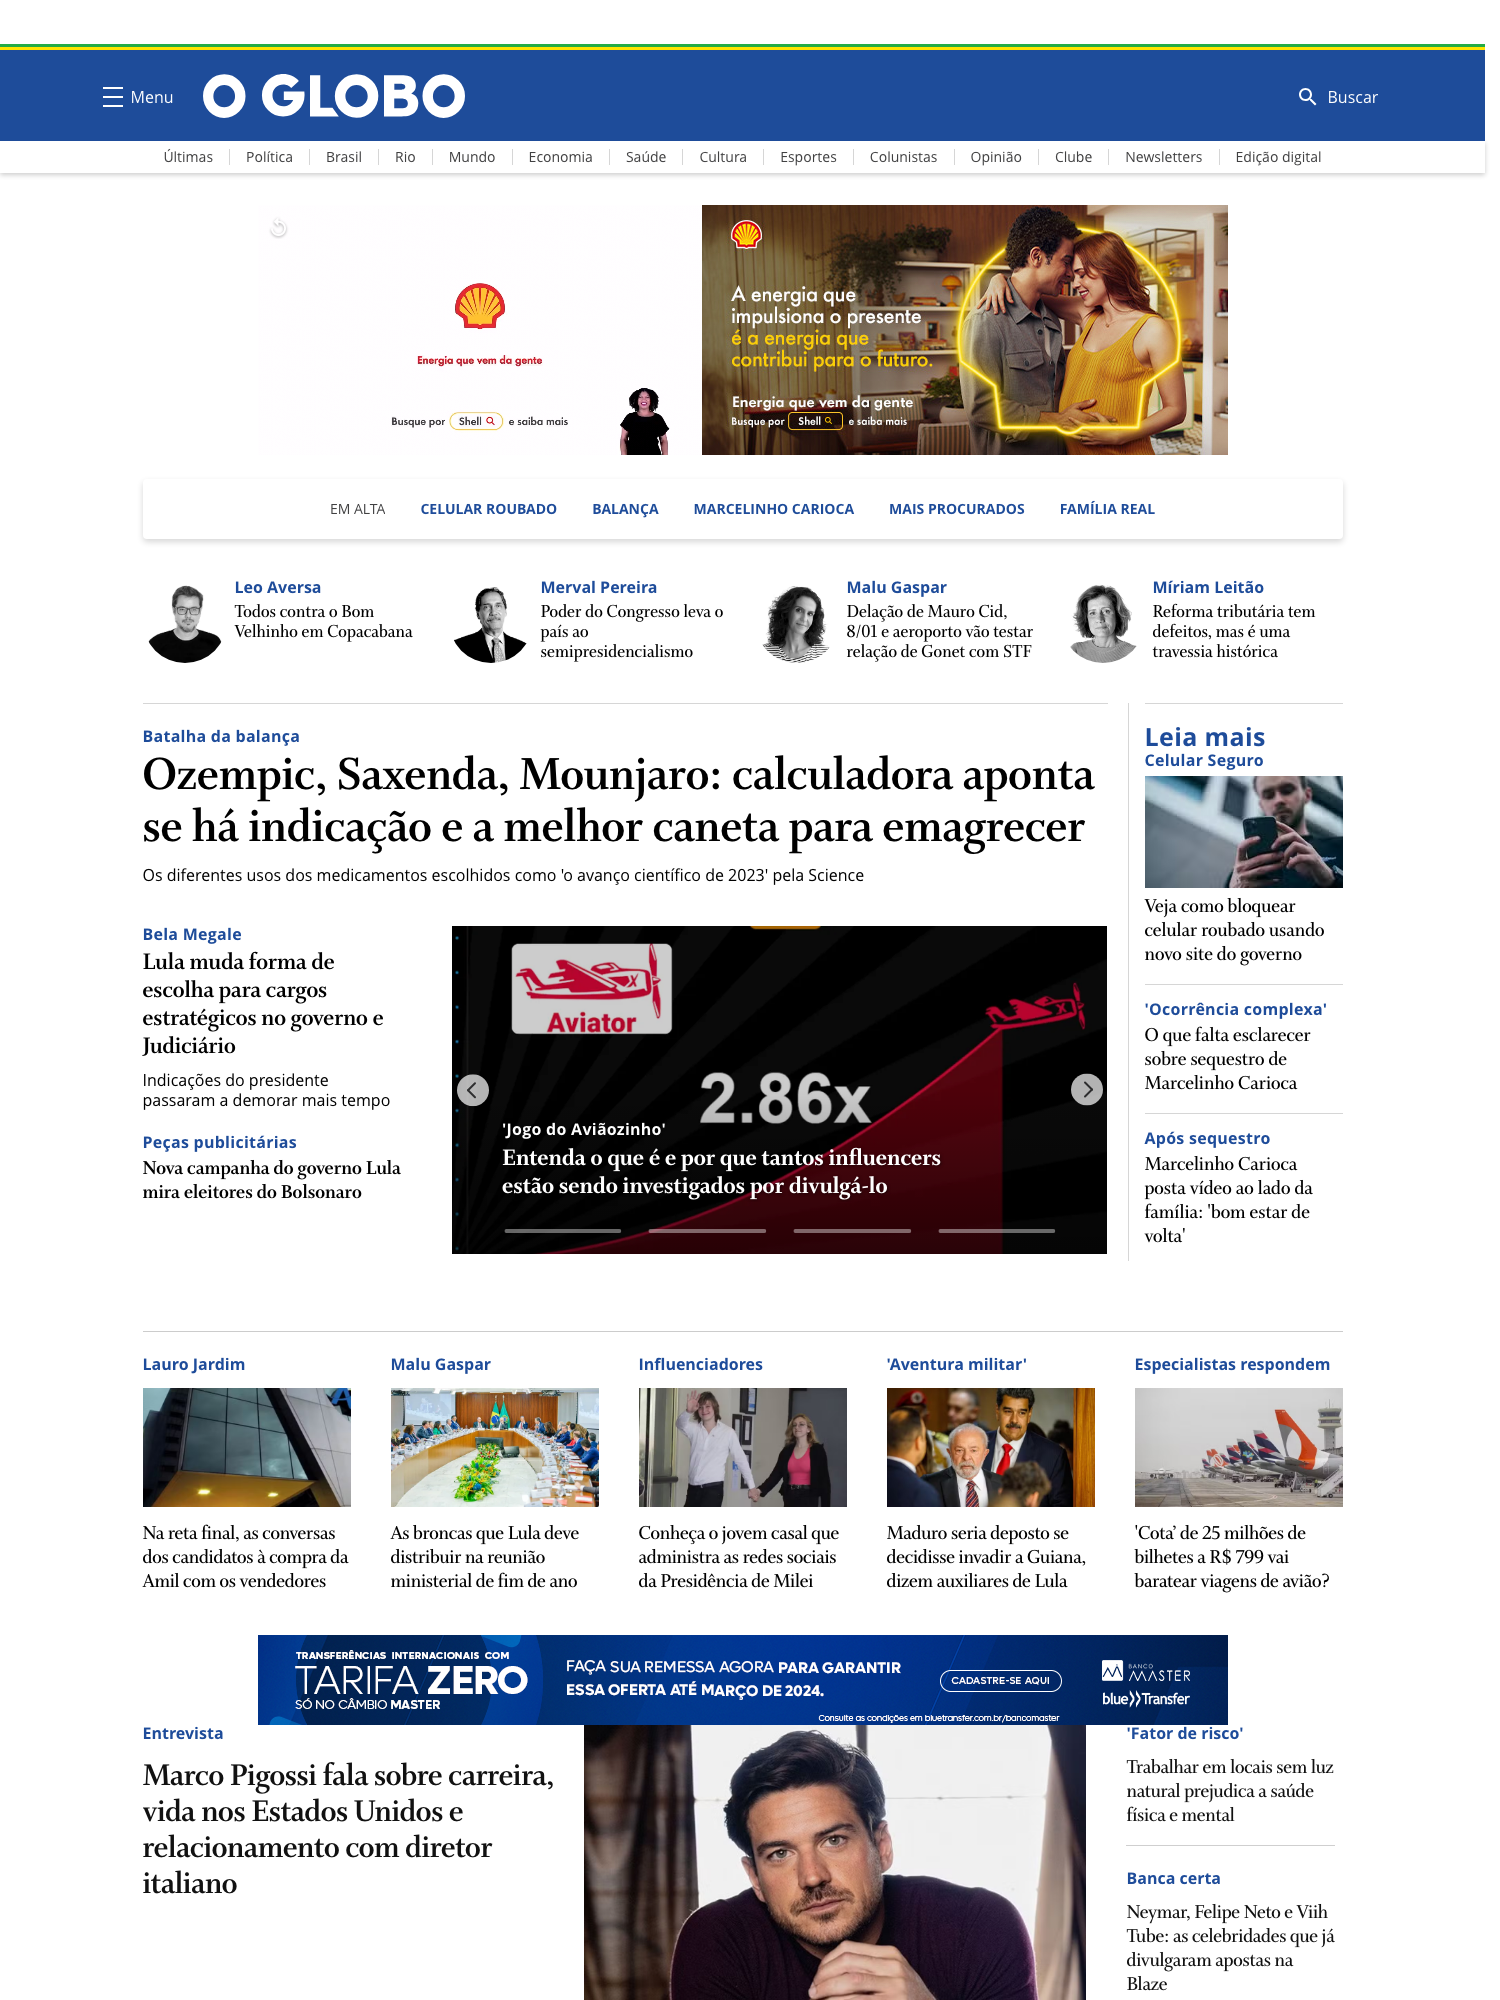 Menu
O GLOBO
Buscar
Últimas
Política
Brasil
Rio
Mundo
Economia
Saúde
Cultura
Esportes
Colunistas
Opinião
Clube
Newsletters
Edição digital
Energia que vem da gente
Busque por Shell e saiba mais
A energia que
impulsiona o presente
é a energia que
contribui para o futuro.
Energia que vem da gente
Busque por Shell e saiba mais
EM ALTA
CELULAR ROUBADO
BALANÇA
MARCELINHO CARIOCA
MAIS PROCURADOS
FAMÍLIA REAL
Leo Aversa
Todos contra o Bom
Velhinho em Copacabana
Merval Pereira
Poder do Congresso leva o
país ao
semipresidencialismo
Malu Gaspar
Delação de Mauro Cid,
8/01 e aeroporto vão testar
relação de Gonet com STF
Míriam Leitão
Reforma tributária tem
defeitos, mas é uma
travessia histórica
Batalha da balança
Ozempic, Saxenda, Mounjaro: calculadora aponta
se há indicação e a melhor caneta para emagrecer
Os diferentes usos dos medicamentos escolhidos como 'o avanço científico de 2023' pela Science
Bela Megale
Lula muda forma de
escolha para cargos
estratégicos no governo e
Judiciário
Indicações do presidente
passaram a demorar mais tempo
Peças publicitárias
Nova campanha do governo Lula
mira eleitores do Bolsonaro
Aviator
2.86x
'Jogo do Aviãozinho'
Entenda o que é e por que tantos influencers
estão sendo investigados por divulgá-lo
Leia mais
Celular Seguro
Veja como bloquear
celular roubado usando
novo site do governo
'Ocorrência complexa'
O que falta esclarecer
sobre sequestro de
Marcelinho Carioca
Após sequestro
Marcelinho Carioca
posta vídeo ao lado da
família: 'bom estar de
volta'
Lauro Jardim
Na reta final, as conversas
dos candidatos à compra da
Amil com os vendedores
Malu Gaspar
As broncas que Lula deve
distribuir na reunião
ministerial de fim de ano
Influenciadores
Conheça o jovem casal que
administra as redes sociais
da Presidência de Milei
'Aventura militar'
Maduro seria deposto se
decidisse invadir a Guiana,
dizem auxiliares de Lula
Especialistas respondem
'Cota’ de 25 milhões de
bilhetes a R$ 799 vai
baratear viagens de avião?
TRANSFERÊNCIAS INTERNACIONAIS COM
TARIFA ZERO
SÓ NO CÂMBIO MASTER
FAÇA SUA REMESSA AGORA PARA GARANTIR
ESSA OFERTA ATÉ MARÇO DE 2024.
CADASTRE-SE AQUI
Consulte as condições em bluetransfer.com.br/bancomaster
BANCO
MASTER
blue Transfer
Entrevista
Marco Pigossi fala sobre carreira,
vida nos Estados Unidos e
relacionamento com diretor
italiano
'Fator de risco'
Trabalhar em locais sem luz
natural prejudica a saúde
física e mental
Banca certa
Neymar, Felipe Neto e Viih
Tube: as celebridades que já
divulgaram apostas na
Blaze